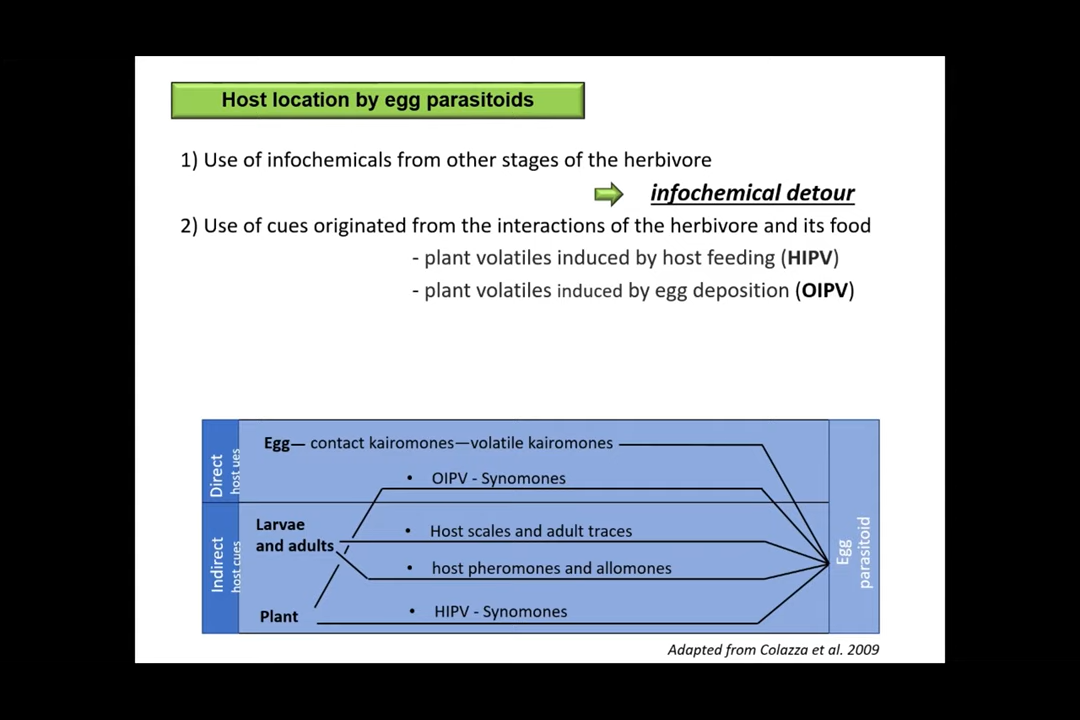 Host location by egg parasitoids
1) Use of infochemicals from other stages of the herbivore
infochemical detour
2) Use of cues originated from the interactions of the herbivore and its food
- plant volatiles induced by host feeding (HIPV)
- plant volatiles induced by egg deposition (OIPV)
Direct
host ues
Egg— contact kairomones—volatile kairomones
• OIPV - Synomones
Indirect
host cues
Larvae
and adults
• Host scales and adult traces
• host pheromones and allomones
Plant
• HIPV - Synomones
Egg
parasitoid
Adapted from Colazza et al. 2009